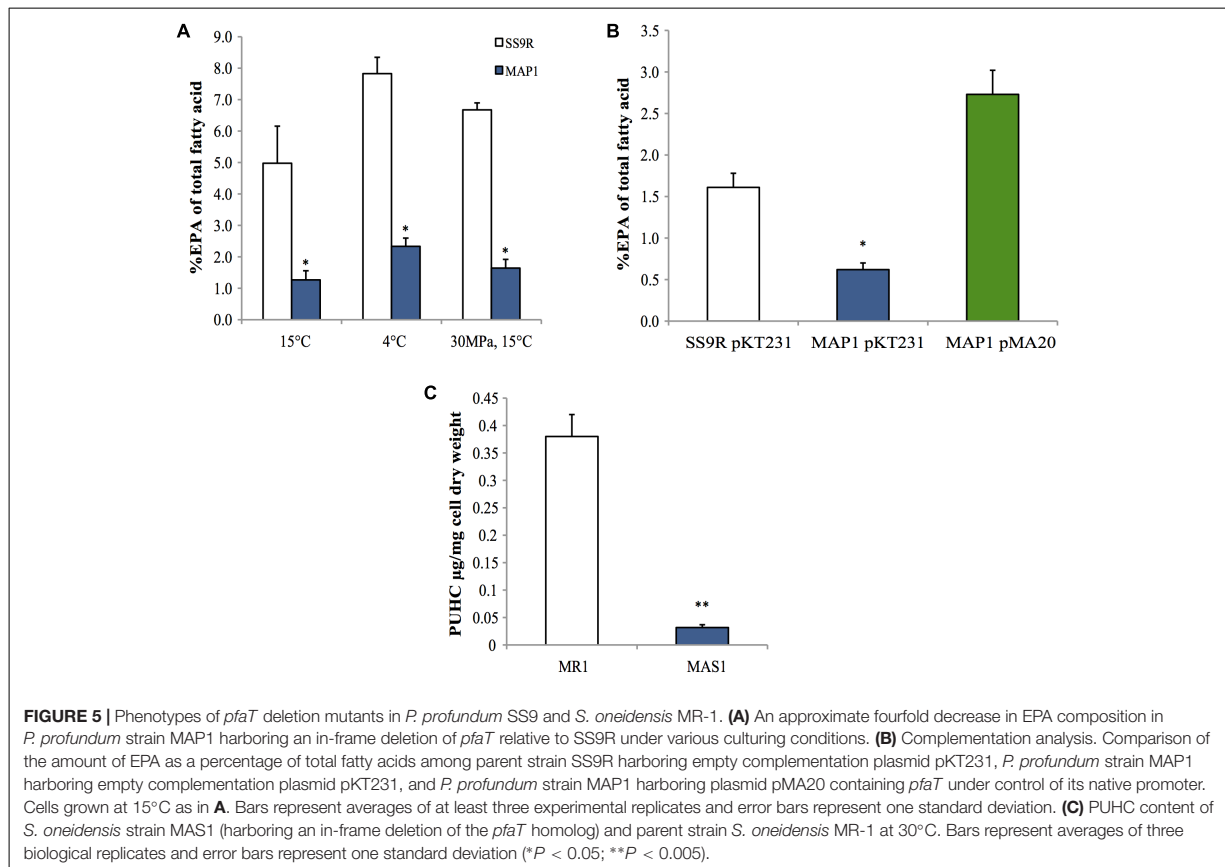 A
%EPA of total fatty acid
9.0
8.0
7.0
6.0
5.0
4.0
3.0
2.0
1.0
0.0
SS9R
MAP1
*
*
*
15°C
4°C
30MPa, 15°C
B
%EPA of total fatty acid
3.5
3.0
2.5
2.0
1.5
1.0
0.5
0.0
*
SS9R pKT231
MAP1 pKT231
MAP1 pMA20
C
PUHC µg/mg cell dry weight
0.45
0.4
0.35
0.3
0.25
0.2
0.15
0.1
0.05
0
**
MR1
MAS1
FIGURE 5 | Phenotypes of pfaT deletion mutants in P. profundum SS9 and S. oneidensis MR-1. (A) An approximate fourfold decrease in EPA composition in
P. profundum strain MAP1 harboring an in-frame deletion of pfaT relative to SS9R under various culturing conditions. (B) Complementation analysis. Comparison of
the amount of EPA as a percentage of total fatty acids among parent strain SS9R harboring empty complementation plasmid pKT231, P. profundum strain MAP1
harboring empty complementation plasmid pKT231, and P. profundum strain MAP1 harboring plasmid pMA20 containing pfaT under control of its native promoter.
Cells grown at 15°C as in A. Bars represent averages of at least three experimental replicates and error bars represent one standard deviation. (C) PUHC content of
S. oneidensis strain MAS1 (harboring an in-frame deletion of the pfaT homolog) and parent strain S. oneidensis MR-1 at 30°C. Bars represent averages of three
biological replicates and error bars represent one standard deviation (*P < 0.05; **P < 0.005).